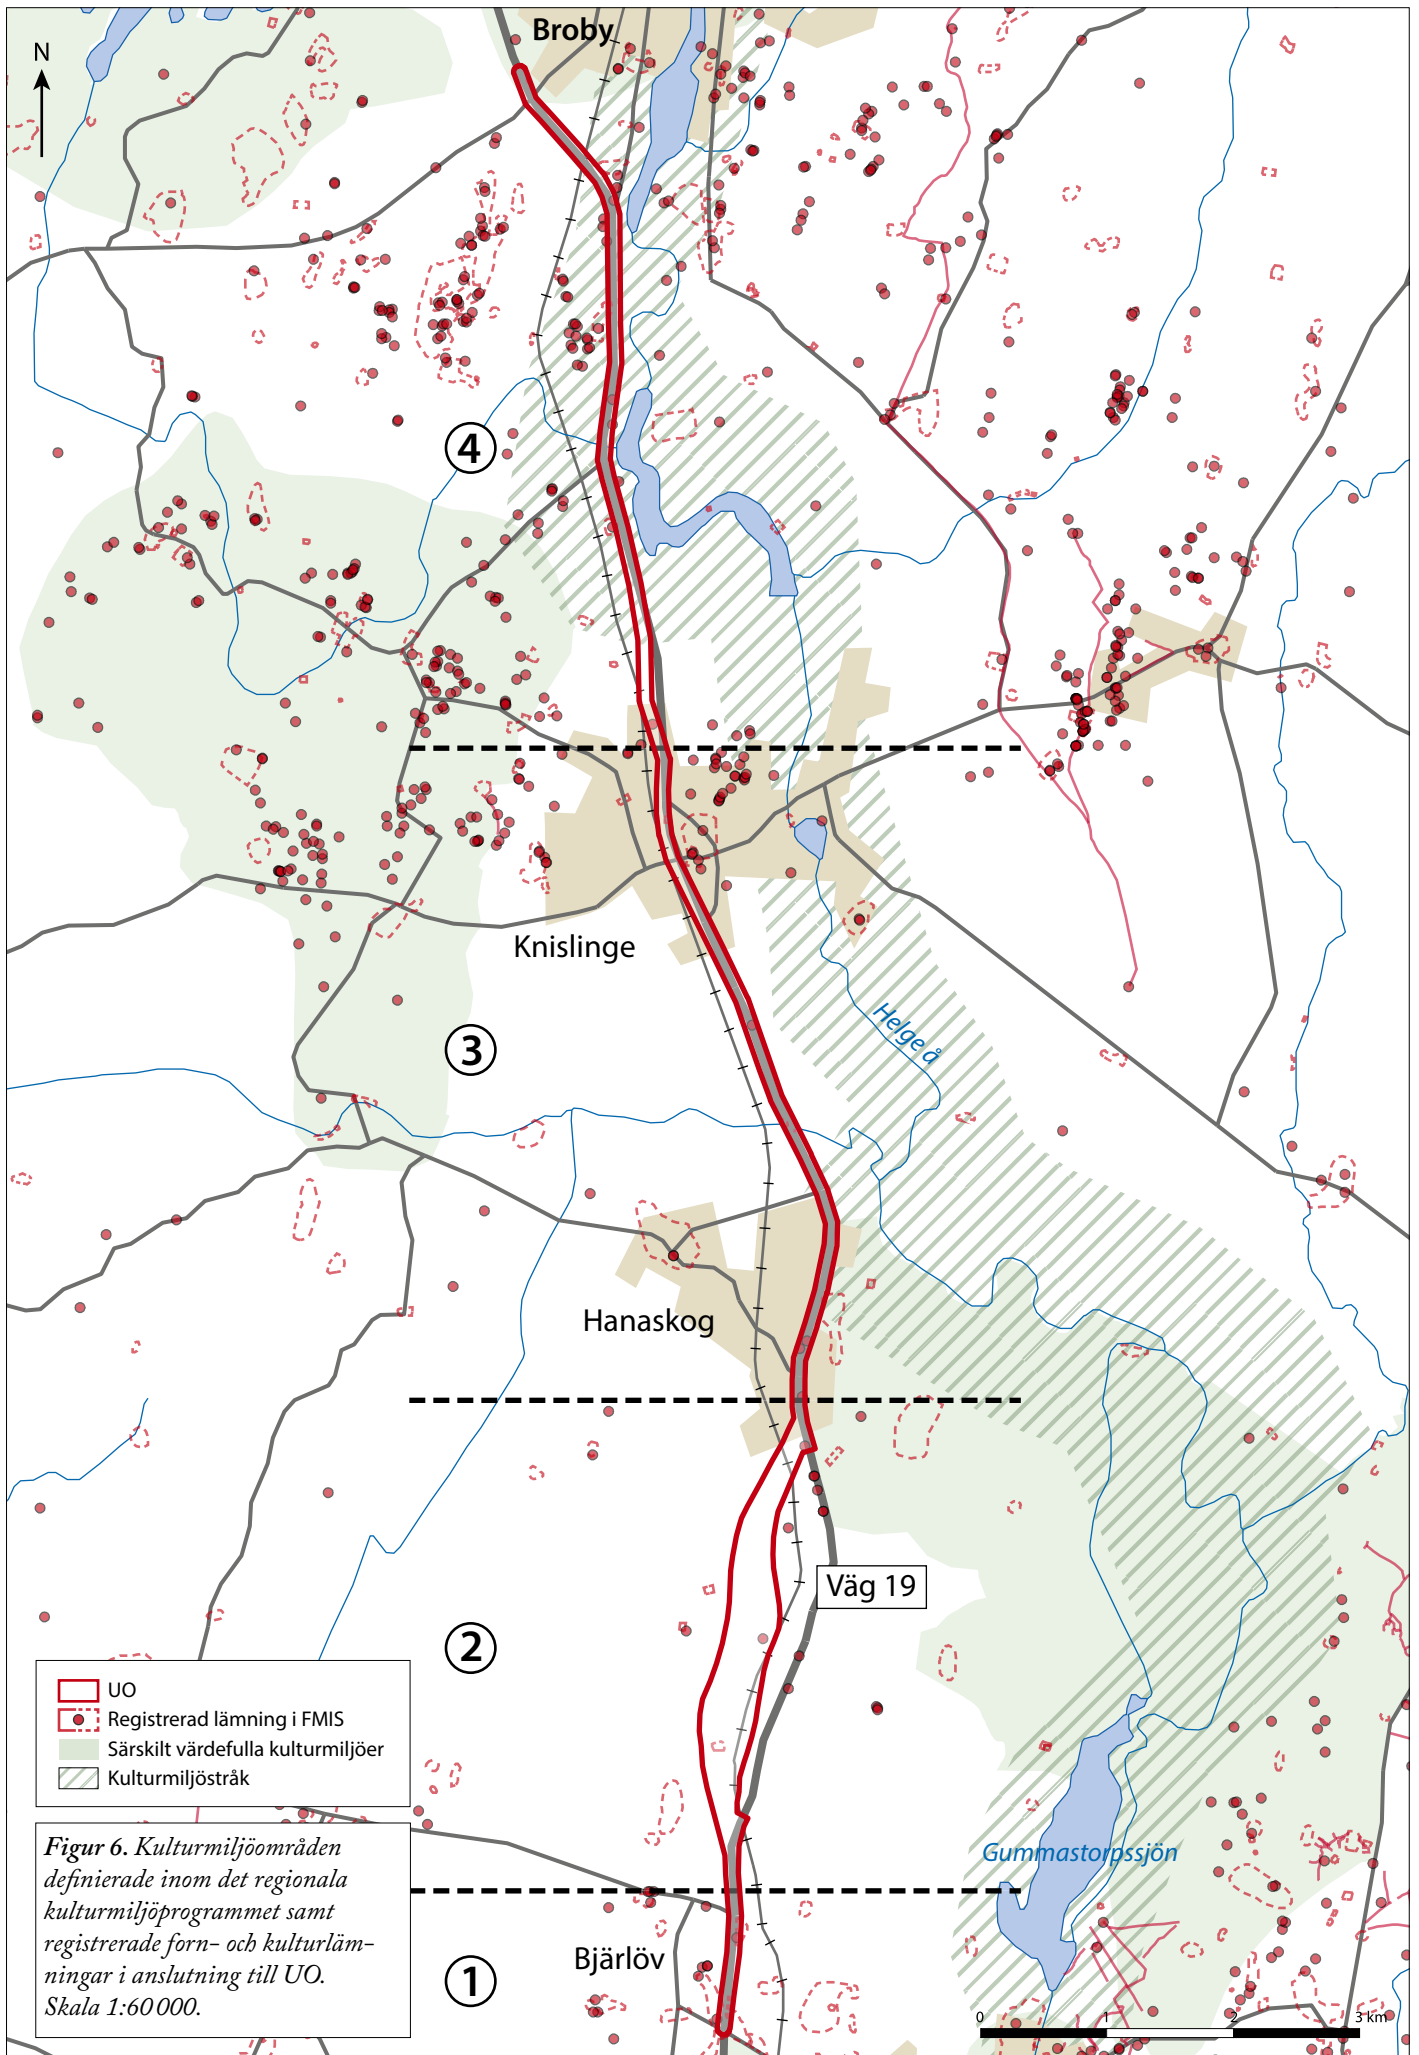 N
Broby
4
Knislinge
Helge å
3
Hanaskog
Väg 19
2
UO
Registrerad lämning i FMIS
Särskilt värdefulla kulturmiljöer
Kulturmiljöstråk
Figur 6. Kulturmiljöområden
definierade inom det regionala
kulturmiljöprogrammet samt
registrerade forn- och kulturläm-
ningar i anslutning till UO.
Skala 1:60 000.
Gummastorpssjön
Bjärlöv
1
0 1 2 3 km